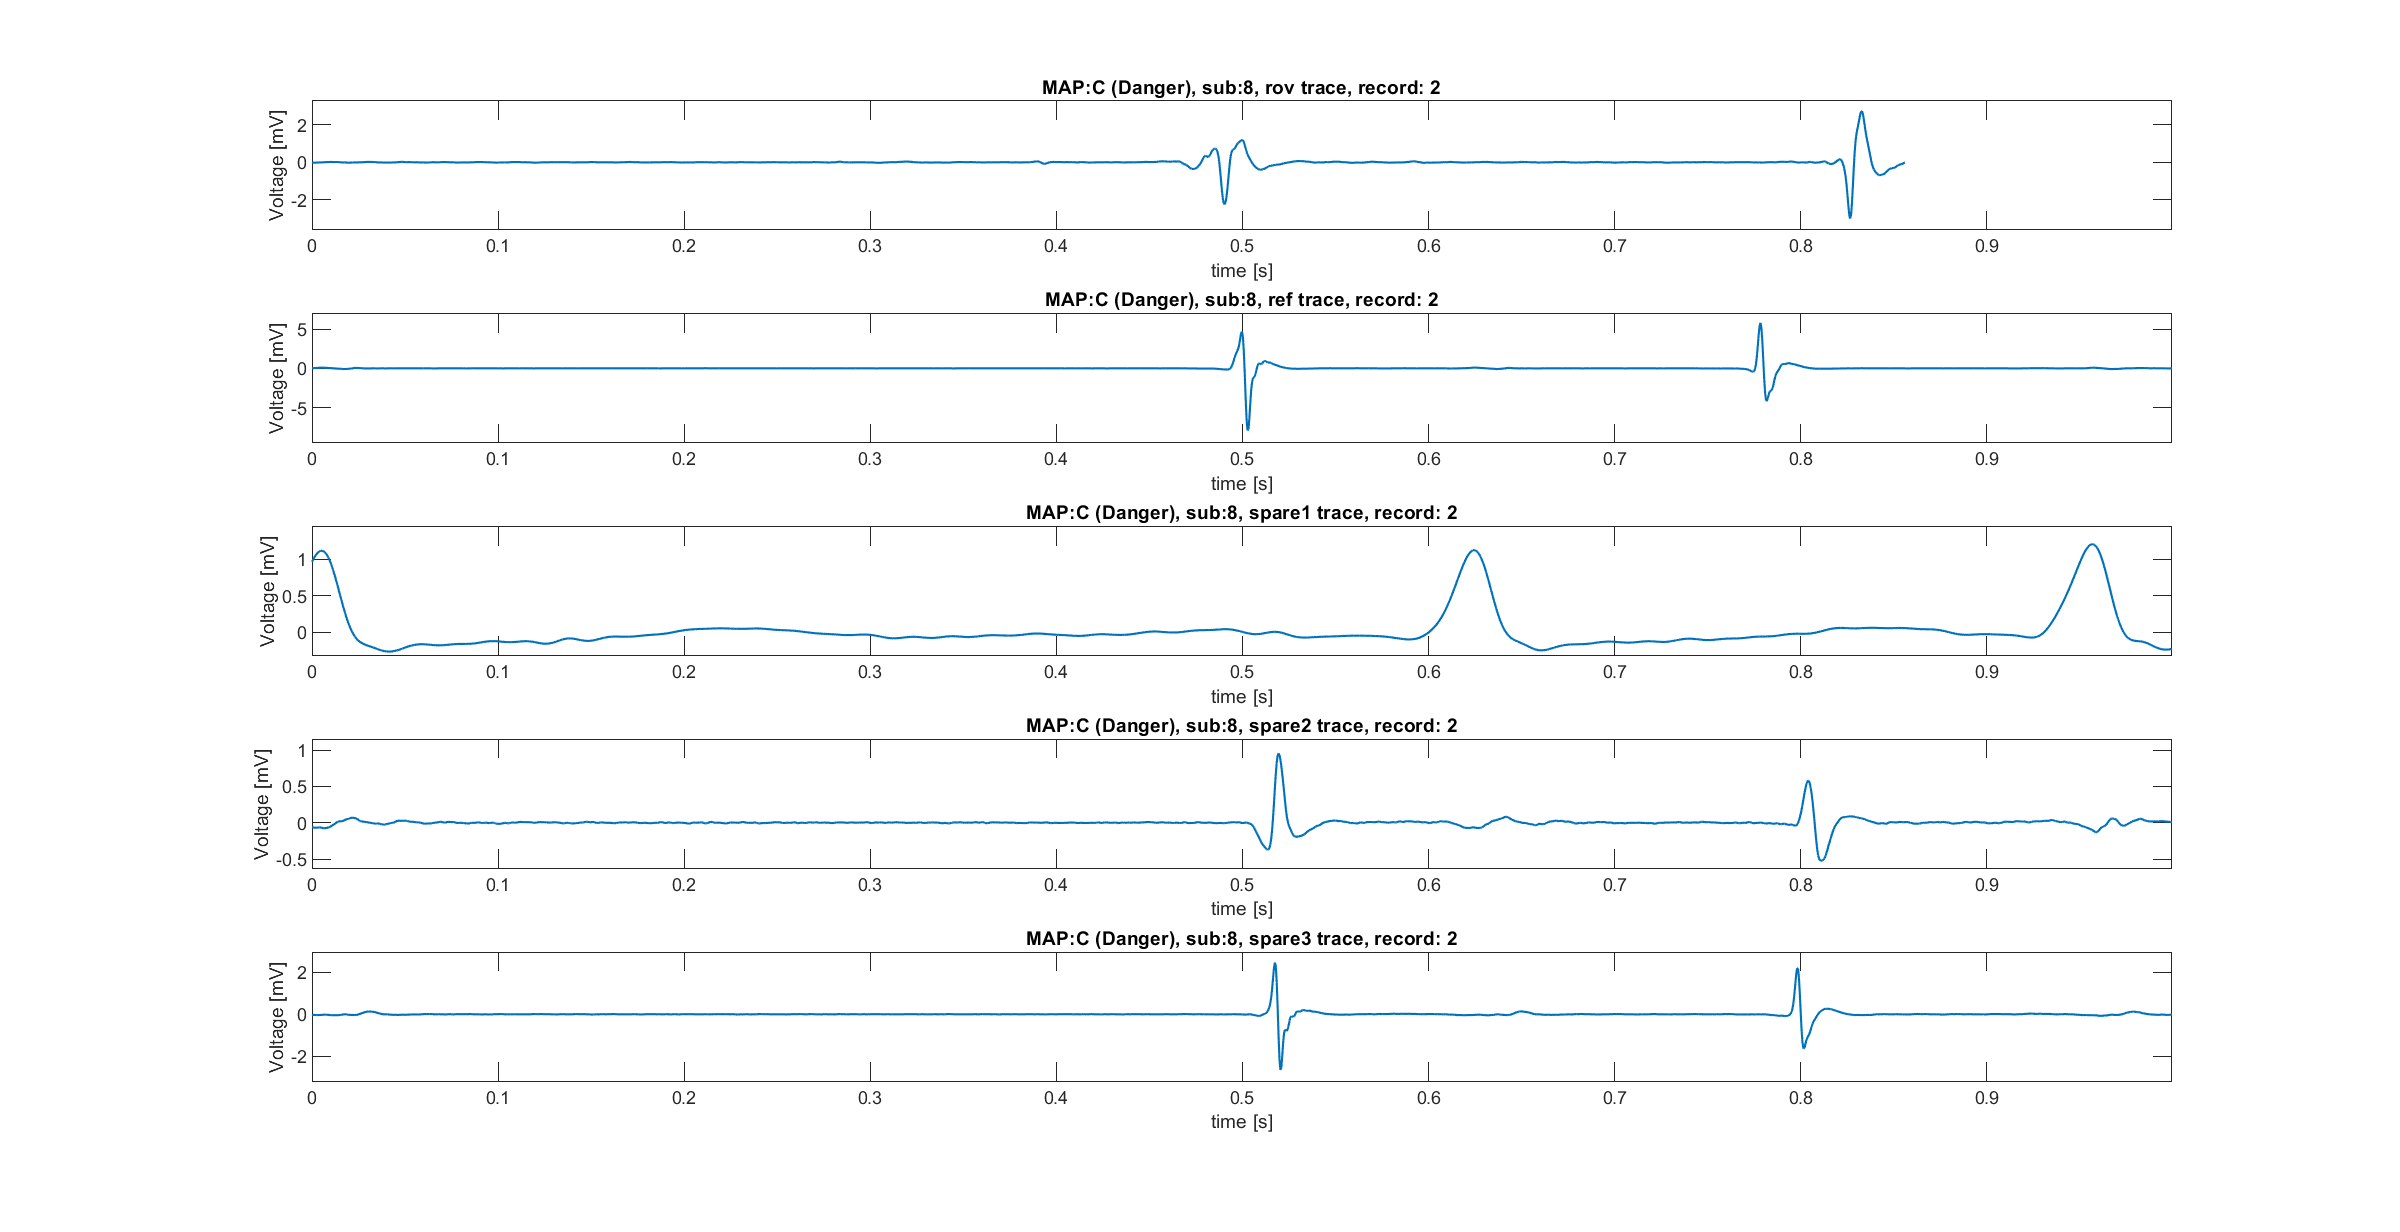 MAP:C (Danger), sub:8, rov trace, record: 2
Voltage [mV]
2
0
-2
0 0.1 0.2 0.3 0.4 0.5 0.6 0.7 0.8 0.9
time [s]
MAP:C (Danger), sub:8, ref trace, record: 2
Voltage [mV]
5
0
-5
0 0.1 0.2 0.3 0.4 0.5 0.6 0.7 0.8 0.9
time [s]
MAP:C (Danger), sub:8, spare1 trace, record: 2
Voltage [mV]
1
0.5
0
0 0.1 0.2 0.3 0.4 0.5 0.6 0.7 0.8 0.9
time [s]
MAP:C (Danger), sub:8, spare2 trace, record: 2
Voltage [mV]
1
0.5
0
-0.5
0 0.1 0.2 0.3 0.4 0.5 0.6 0.7 0.8 0.9
time [s]
MAP:C (Danger), sub:8, spare3 trace, record: 2
Voltage [mV]
2
0
-2
0 0.1 0.2 0.3 0.4 0.5 0.6 0.7 0.8 0.9
time [s]